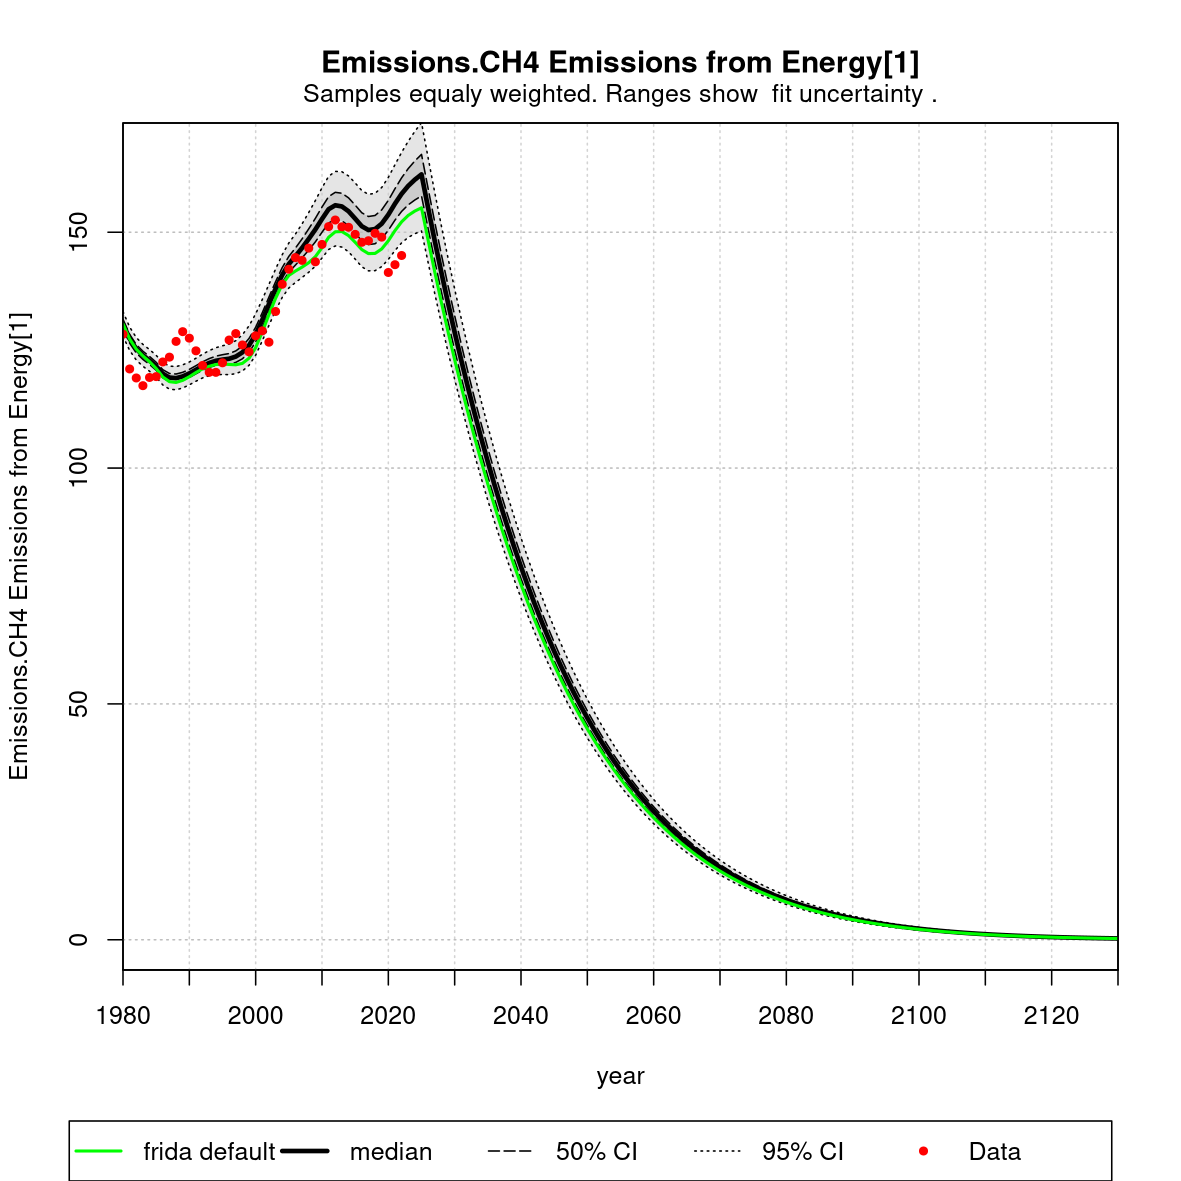 Emissions.CH4 Emissions from Energy[1]
Samples equaly weighted. Ranges show  fit uncertainty .
Emissions.CH4 Emissions from Energy[1]
150
100
50
0
1980 2000 2020 2040 2060 2080 2100 2120
year
frida default median 50% CI 95% CI Data